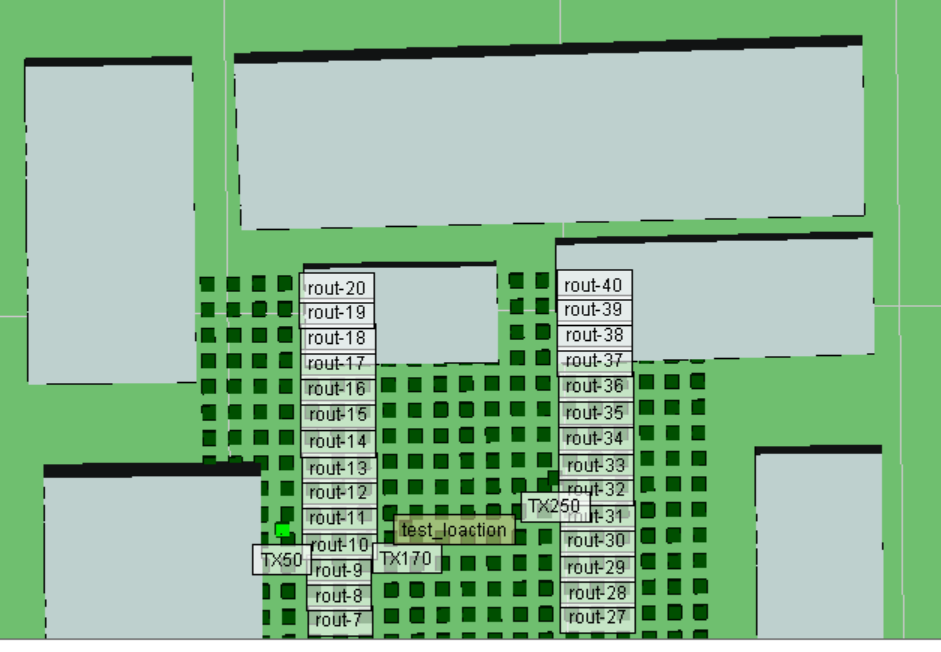 rout-20
rout-19
rout-18
rout-17
rout-16
rout-15
rout-14
rout-13
rout-12
rout-11
rout-10
rout-9
rout-8
rout-7
TX50
TX170
test_loaction
TX250
rout-40
rout-39
rout-38
rout-37
rout-36
rout-35
rout-34
rout-33
rout-32
rout-31
rout-30
rout-29
rout-28
rout-27